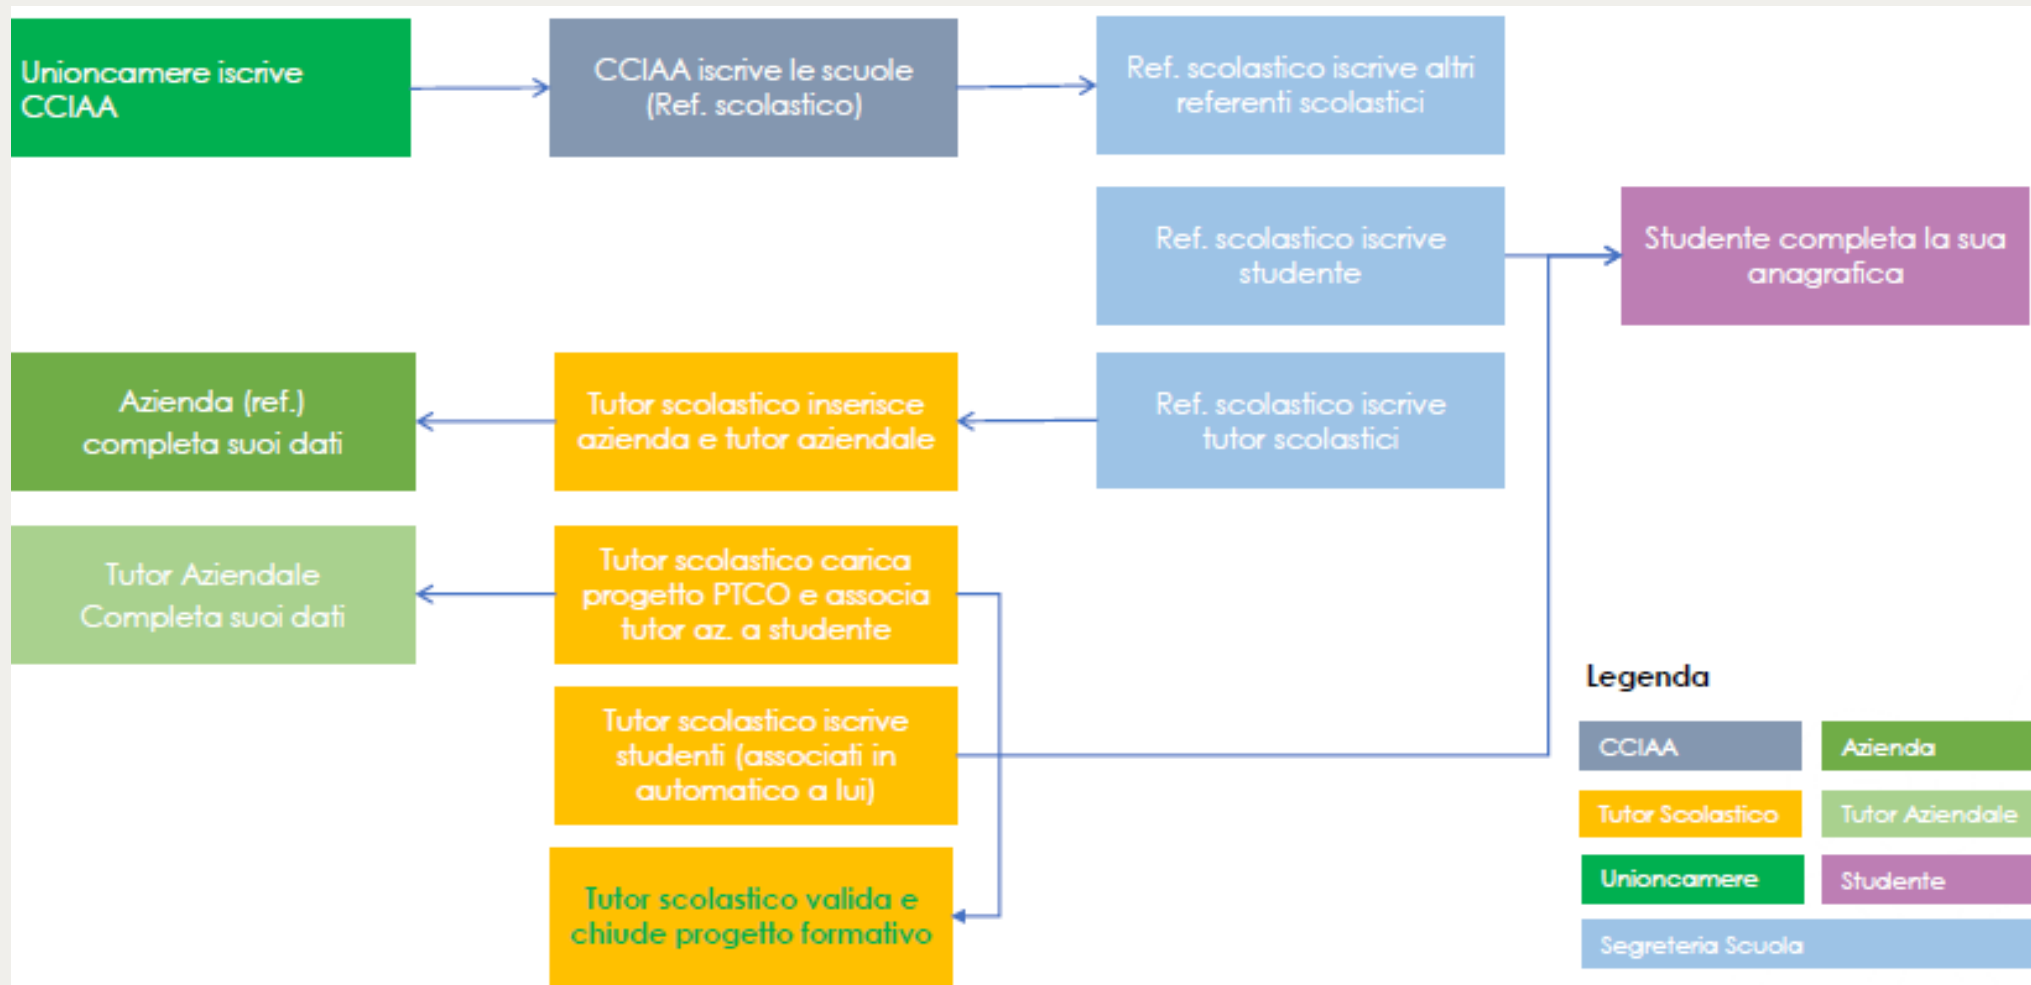 Unioncamere iscrive
CCIAA
CCIAA iscrive le scuole
(Ref. scolastico)
Ref. scolastico iscrive altri
referenti scolastici
Ref. scolastico iscrive
studente
Studente completa la sua
anagrafica
Azienda (ref.)
completa suoi dati
Tutor scolastico inserisce
azienda e tutor aziendale
Ref. scolastico iscrive
tutor scolastici
Tutor Aziendale
Completa suoi dati
Tutor scolastico carica
progetto PTCO e associa
tutor az. a studente
Tutor scolastico iscrive
studenti (associati in
automatico a lui)
Tutor scolastico valida e
chiude progetto formativo
Legenda
CCIAA
Azienda
Tutor Scolastico
Tutor Aziendale
Unioncamere
Studente
Segreteria Scuola